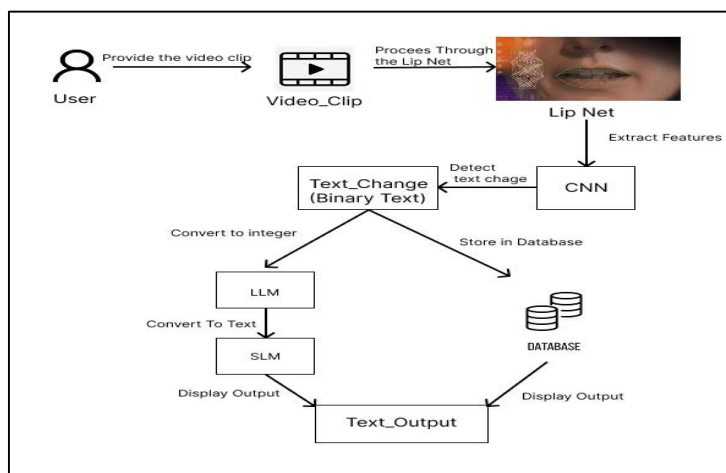 Provide the video clip
User
Video_Clip
Procees Through
the Lip Net
Lip Net
Extract Features
CNN
Detect
text chage
Text_Change
(Binary Text)
Convert to integer
Store in Database
LLM
Convert To Text
SLM
DATABASE
Display Output
Display Output
Text_Output